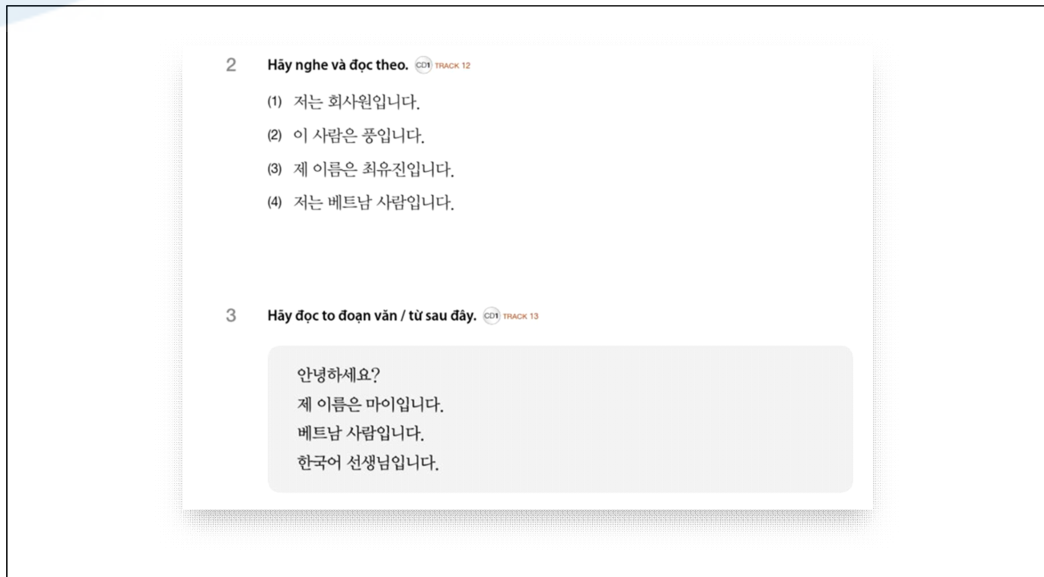 2 Hãy nghe và đọc theo. CD1 TRACK 12
(1) 저는 회사원입니다.
(2) 이 사람은 풍입니다.
(3) 제 이름은 최유진입니다.
(4) 저는 베트남 사람입니다.
3 Hãy đọc to đoạn văn / từ sau đây. CD1 TRACK 13
안녕하세요?
제 이름은 마이입니다.
베트남 사람입니다.
한국어 선생님입니다.